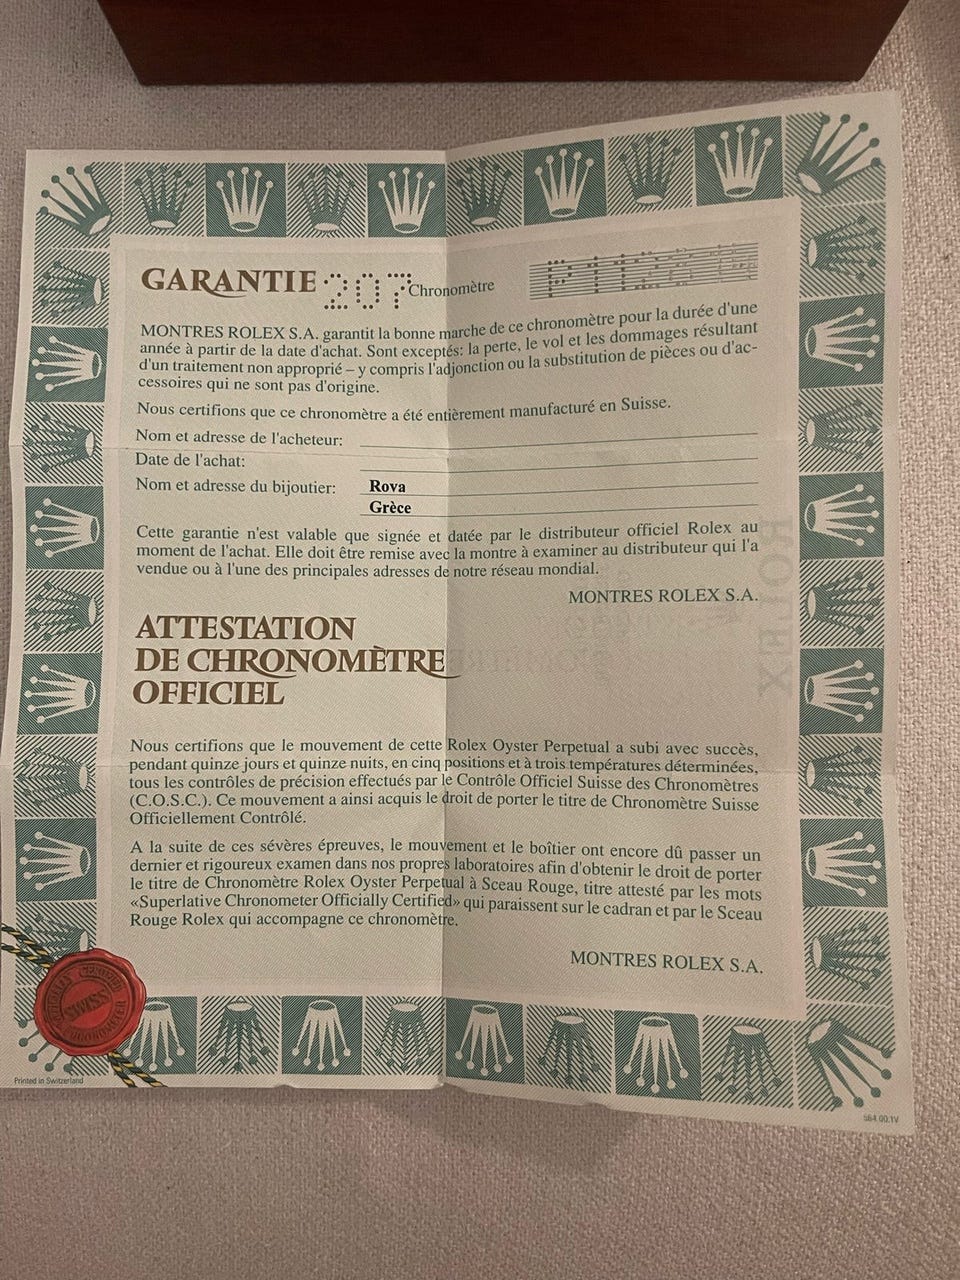 GARANTIE 207 Chronomètre
MONTRES ROLEX S.A. garantit la bonne marche de ce chronomètre pour la durée d'une
année à partir de la date d'achat. Sont exceptés: la perte, le vol et les dommages résultant
d'un traitement non approprié – y compris l'adjonction ou la substitution de pièces ou d'ac-
cessoires qui ne sont pas d'origine.
Nous certifions que ce chronomètre a été entièrement manufacturé en Suisse.
Nom et adresse de l'acheteur:
Date de l'achat:
Nom et adresse du bijoutier: Rova
Grèce
Cette garantie n'est valable que signée et datée par le distributeur officiel Rolex au
moment de l'achat. Elle doit être remise avec la montre à examiner au distributeur qui l'a
vendue ou à l'une des principales adresses de notre réseau mondial.
MONTRES ROLEX S.A.
ROLEX
ATTESTATION
DE CHRONOMÈTRE
OFFICIEL
Nous certifions que le mouvement de cette Rolex Oyster Perpetual a subi avec succès,
pendant quinze jours et quinze nuits, en cinq positions et à trois températures déterminées,
tous les contrôles de précision effectués par le Contrôle Officiel Suisse des Chronomètres
(C.O.S.C.). Ce mouvement a ainsi acquis le droit de porter le titre de Chronomètre Suisse
Officiellement Contrôlé.
A la suite de ces sévères épreuves, le mouvement et le boîtier ont encore dû passer un
dernier et rigoureux examen dans nos propres laboratoires afin d'obtenir le droit de porter
le titre de Chronomètre Rolex Oyster Perpetual à Sceau Rouge, titre attesté par les mots
«Superlative Chronometer Officially Certified» qui paraissent sur le cadran et par le Sceau
Rouge Rolex qui accompagne ce chronomètre.
MONTRES ROLEX S.A.
SWISS
Printed in Switzerland